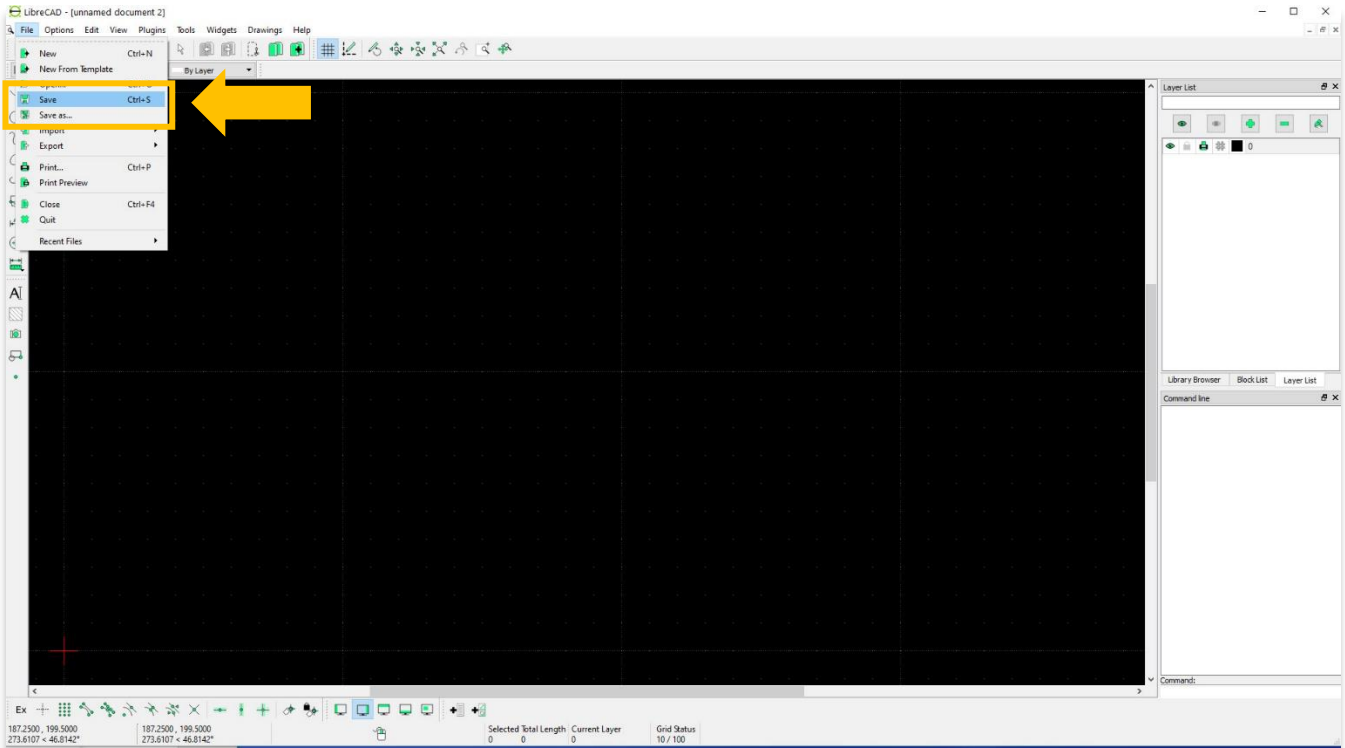 LibreCAD - [unnamed document 2]
File Options Edit View Plugins Tools Widgets Drawings Help
New Ctrl+N
New From Template
By Layer
Save Ctrl+S
Save as...
Import
Export
Print... Ctrl+P
Print Preview
Close Ctrl+F4
Quit
Recent Files
Layer List
0
Library Browser Block List Layer List
Command line
Command:
Ex
187.2500 , 199.5000 187.2500 , 199.5000 Selected Total Length Current Layer Grid Status
273.6107 < 46.8142° 273.6107 < 46.8142° 0 0 0 10 / 100